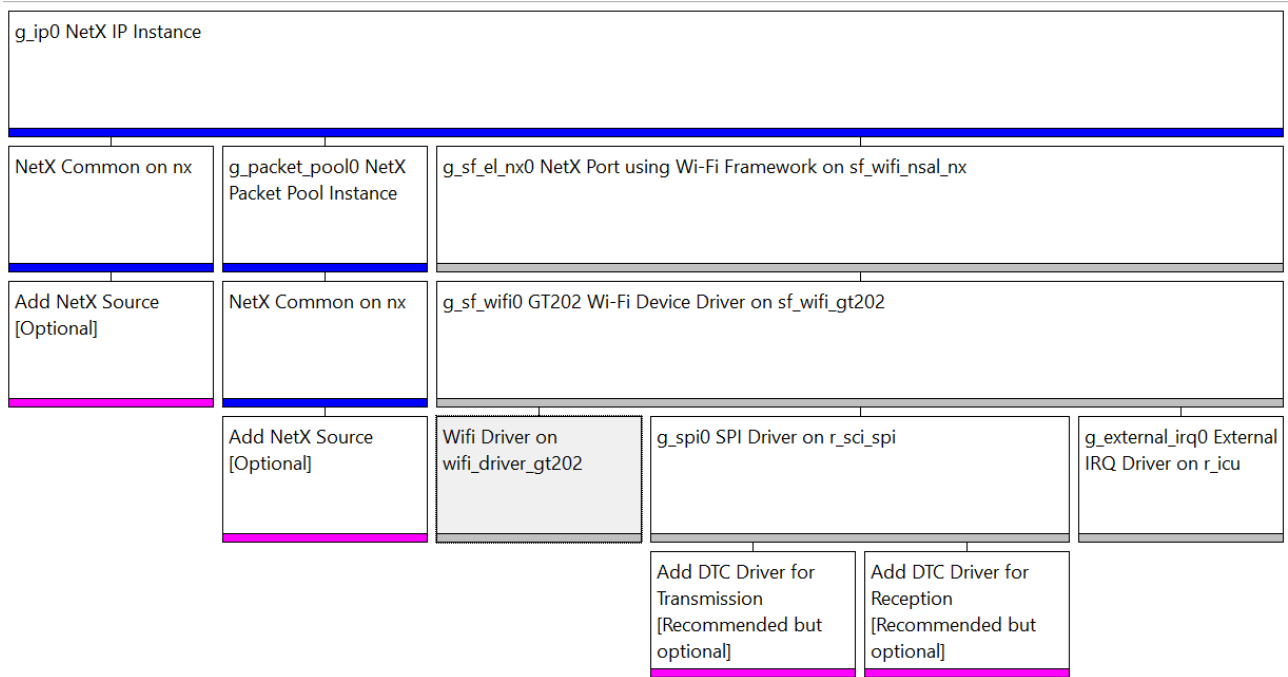 g_ip0 NetX IP Instance
NetX Common on nx
g_packet_pool0 NetX
Packet Pool Instance
g_sf_el_nx0 NetX Port using Wi-Fi Framework on sf_wifi_nsal_nx
Add NetX Source
[Optional]
NetX Common on nx
g_sf_wifi0 GT202 Wi-Fi Device Driver on sf_wifi_gt202
Add NetX Source
[Optional]
Wifi Driver on
wifi_driver_gt202
g_spi0 SPI Driver on r_sci_spi
g_external_irq0 External
IRQ Driver on r_icu
Add DTC Driver for
Transmission
[Recommended but
optional]
Add DTC Driver for
Reception
[Recommended but
optional]